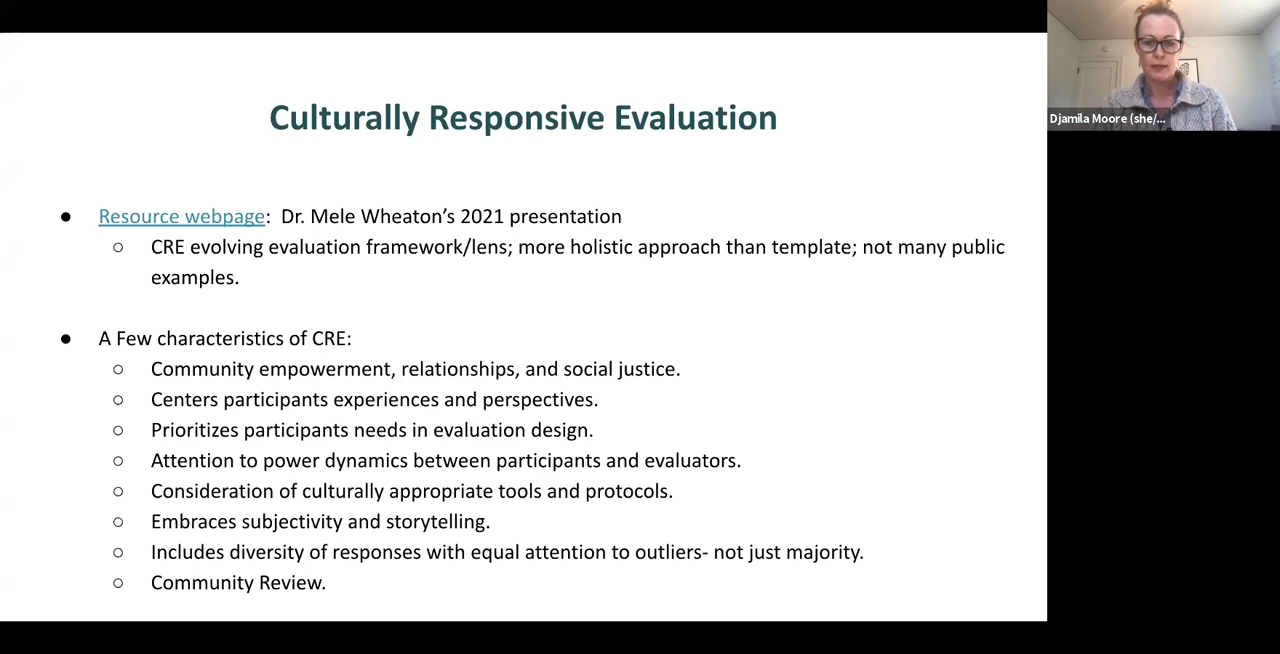 Culturally Responsive Evaluation
Djamila Moore (she/...
● Resource webpage: Dr. Mele Wheaton’s 2021 presentation
○ CRE evolving evaluation framework/lens; more holistic approach than template; not many public
examples.
● A Few characteristics of CRE:
○ Community empowerment, relationships, and social justice.
○ Centers participants experiences and perspectives.
○ Prioritizes participants needs in evaluation design.
○ Attention to power dynamics between participants and evaluators.
○ Consideration of culturally appropriate tools and protocols.
○ Embraces subjectivity and storytelling.
○ Includes diversity of responses with equal attention to outliers- not just majority.
○ Community Review.